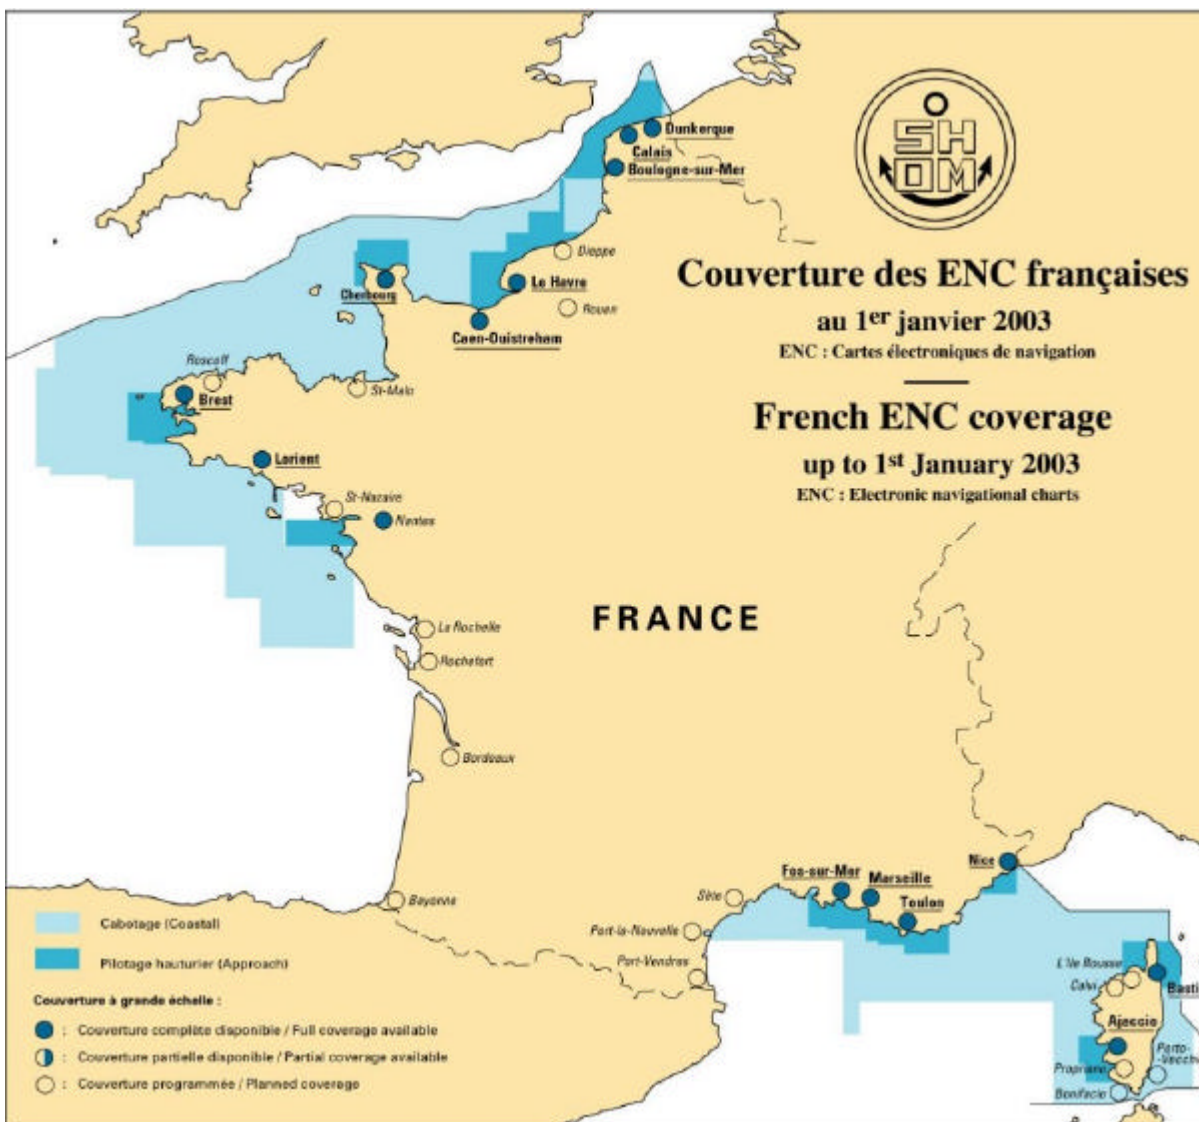 SH
OM
Dunkerque
Calais
Boulogne-sur-Mer
Dieppe
Le Havre
Rouen
Cherbourg
Caen-Ouistreham
Couverture des ENC françaises
au 1er janvier 2003
ENC : Cartes électroniques de navigation
French ENC coverage
up to 1st January 2003
ENC : Electronic navigational charts
Roscoff
St-Malo
Brest
Lorient
St-Nazaire
Nantes
FRANCE
La Rochelle
Rochefort
Bordeaux
Bayonne
Nice
Fos-sur-Mer
Marseille
Toulon
Sète
Port-la-Nouvelle
Port-Vendres
L'Ile Rousse
Calvi
Basti
Ajaccio
Porto-
Vecchi
Propriano
Bonifacio
Cabotage (Coastal)
Pilotage hauturier (Approach)
Couverture à grande échelle :
: Couverture complète disponible / Full coverage available
: Couverture partielle disponible / Partial coverage available
: Couverture programmée / Planned coverage